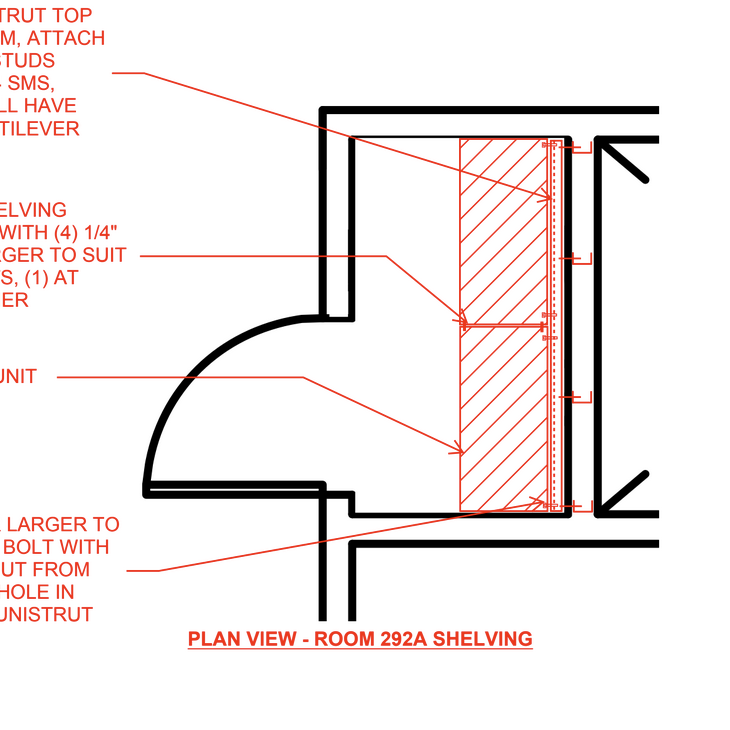 TRUT TOP
M, ATTACH
STUDS
SMS,
LL HAVE
TILEVER
ELVING
WITH (4) 1/4"
RGER TO SUIT
S, (1) AT
ER
UNIT
LARGER TO
BOLT WITH
UT FROM
HOLE IN
UNISTRUT
PLAN VIEW - ROOM 292A SHELVING